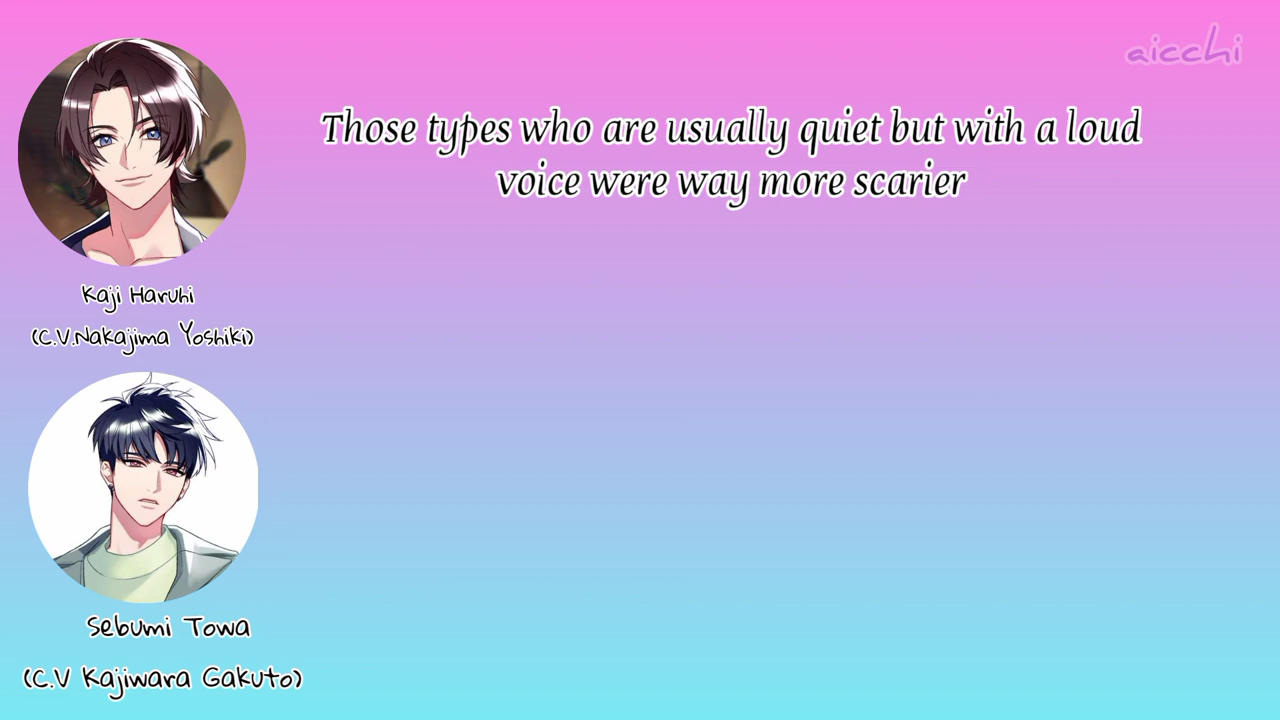 aicchi
Those types who are usually quiet but with a loud
voice were way more scarier
Kaji Haruhi
(C.V.Nakajima Yoshiki)
Sebumi Towa
(C.V Kajiwara Gakuto)